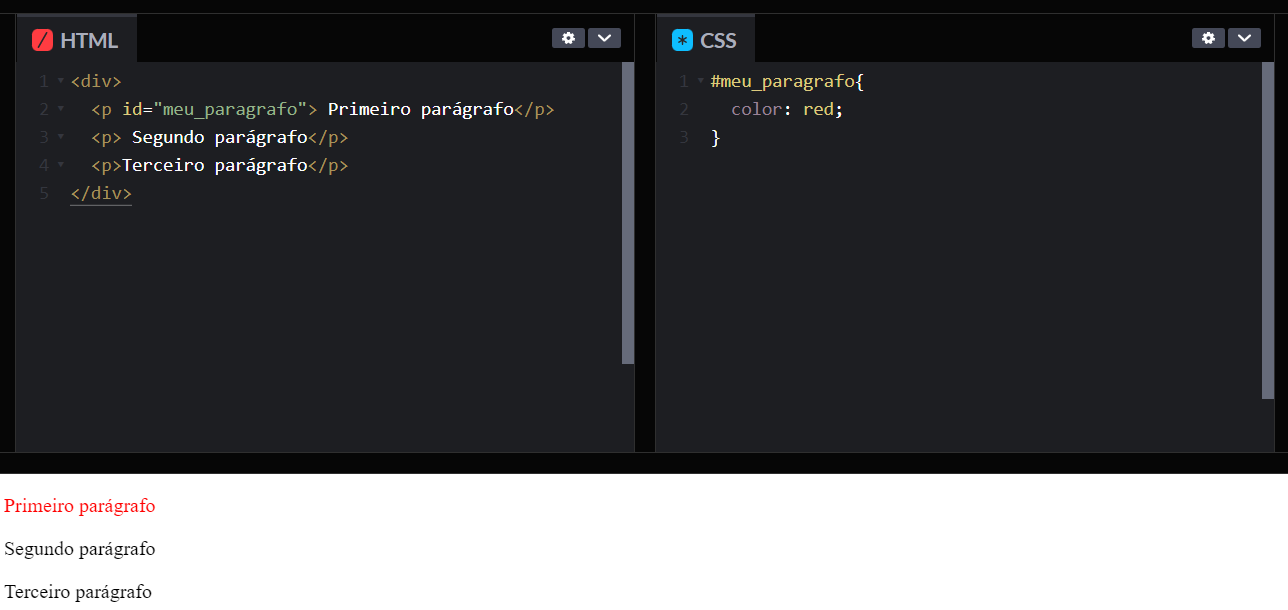 HTML
1 <div>
2 <p id="meu_paragrafo"> Primeiro parágrafo</p>
3 <p> Segundo parágrafo</p>
4 <p>Terceiro parágrafo</p>
5 </div>
CSS
1 #meu_paragrafo{
2 color: red;
3 }
Primeiro parágrafo
Segundo parágrafo
Terceiro parágrafo